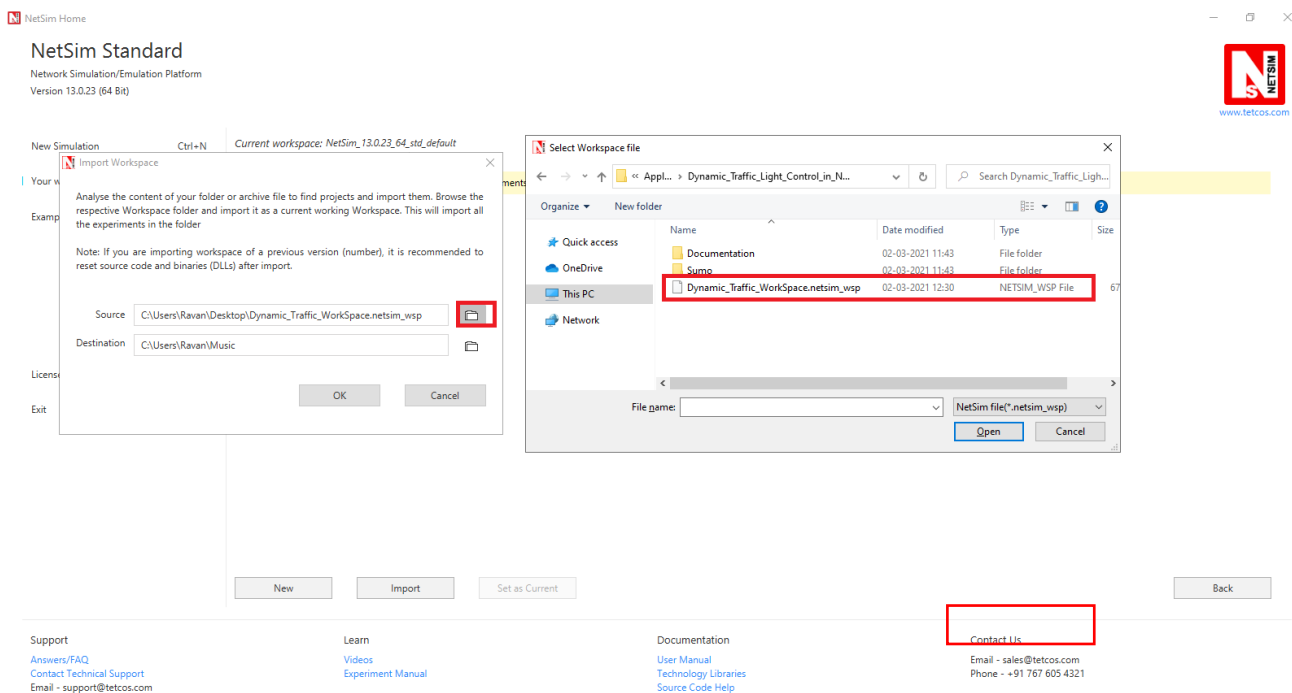 NetSim Home
NetSim Standard
Network Simulation/Emulation Platform
Version 13.0.23 (64 Bit)
NS NETSIM
www.tetcos.com
New Simulation Ctrl+N
Your w
Examp
License
Exit
Current workspace: NetSim_13.0.23_64_std_default
ments
Import Workspace
Analyse the content of your folder or archive file to find projects and import them. Browse the
respective Workspace folder and import it as a current working Workspace. This will import all
the experiments in the folder
Note: If you are importing workspace of a previous version (number), it is recommended to
reset source code and binaries (DLLs) after import.
Source C:\Users\Ravan\Desktop\Dynamic_Traffic_WorkSpace.netsim_wsp
Destination C:\Users\Ravan\Music
OK Cancel
Select Workspace file
« Appl... › Dynamic_Traffic_Light_Control_in_N... Search Dynamic_Traffic_Ligh...
Organize New folder
Name Date modified Type Size
Quick access
OneDrive
This PC
Network
Documentation 02-03-2021 11:43 File folder
Sumo 02-03-2021 11:43 File folder
Dynamic_Traffic_WorkSpace.netsim_wsp 02-03-2021 12:30 NETSIM_WSP File 67
File name: NetSim file(*.netsim_wsp)
Open Cancel
New Import Set as Current Back
Support
Answers/FAQ
Contact Technical Support
Email - support@tetcos.com
Learn
Videos
Experiment Manual
Documentation
User Manual
Technology Libraries
Source Code Help
Contact Us
Email - sales@tetcos.com
Phone - +91 767 605 4321